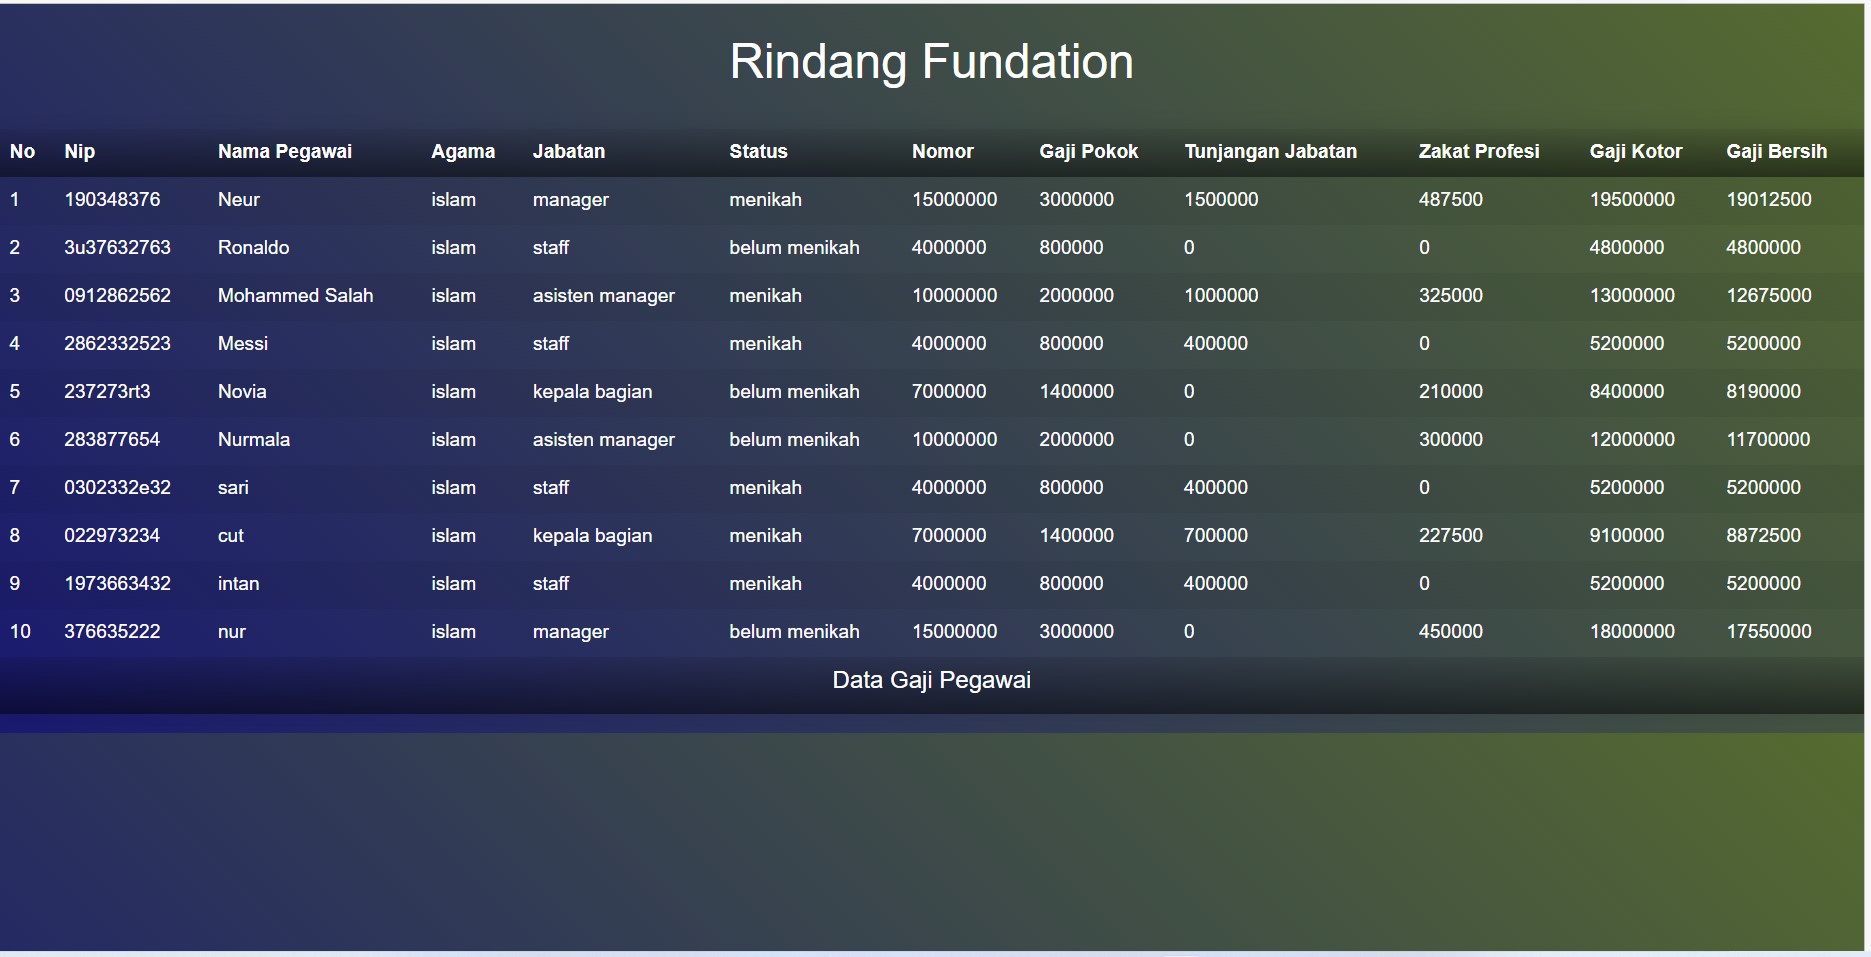 Rindang Fundation
No Nip Nama Pegawai Agama Jabatan Status Nomor Gaji Pokok Tunjangan Jabatan Zakat Profesi Gaji Kotor Gaji Bersih
1 190348376 Neur islam manager menikah 15000000 3000000 1500000 487500 19500000 19012500
2 3u37632763 Ronaldo islam staff belum menikah 4000000 800000 0 0 4800000 4800000
3 0912862562 Mohammed Salah islam asisten manager menikah 10000000 2000000 1000000 325000 13000000 12675000
4 2862332523 Messi islam staff menikah 4000000 800000 400000 0 5200000 5200000
5 237273rt3 Novia islam kepala bagian belum menikah 7000000 1400000 0 210000 8400000 8190000
6 283877654 Nurmala islam asisten manager belum menikah 10000000 2000000 0 300000 12000000 11700000
7 0302332e32 sari islam staff menikah 4000000 800000 400000 0 5200000 5200000
8 022973234 cut islam kepala bagian menikah 7000000 1400000 700000 227500 9100000 8872500
9 1973663432 intan islam staff menikah 4000000 800000 400000 0 5200000 5200000
10 376635222 nur islam manager belum menikah 15000000 3000000 0 450000 18000000 17550000
Data Gaji Pegawai